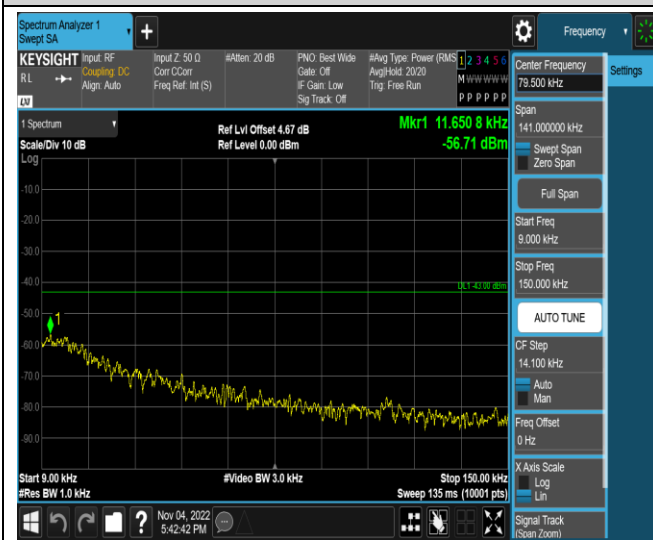 Spectrum Analyzer 1
Swept SA
Frequency
KEYSIGHT
RL
LXI
Input: RF
Coupling: DC
Align: Auto
Input Z: 50 Ω
Corr CCorr
Freq Ref: Int (S)
#Atten: 20 dB
PNO: Best Wide
Gate: Off
IF Gain: Low
Sig Track: Off
#Avg Type: Power (RMS
Avg|Hold: 20/20
Trig: Free Run
1 2 3 4 5 6
M W W W W W
P P P P P P
Settings
Center Frequency
79.500 kHz
Span
141.000000 kHz
Swept Span
Zero Span
Full Span
Start Freq
9.000 kHz
Stop Freq
150.000 kHz
AUTO TUNE
CF Step
14.100 kHz
Auto
Man
Freq Offset
0 Hz
X Axis Scale
Log
Lin
Signal Track
(Span Zoom)
1 Spectrum
Scale/Div 10 dB
Ref Lvl Offset 4.67 dB
Ref Level 0.00 dBm
Mkr1 11.650 8 kHz
-56.71 dBm
Log
-10.0
-20.0
-30.0
-40.0
DL1 -43.00 dBm
-50.0
1
-60.0
-70.0
-80.0
-90.0
Start 9.00 kHz
#Res BW 1.0 kHz
#Video BW 3.0 kHz
Stop 150.00 kHz
Sweep 135 ms (10001 pts)
Nov 04, 2022
5:42:42 PM